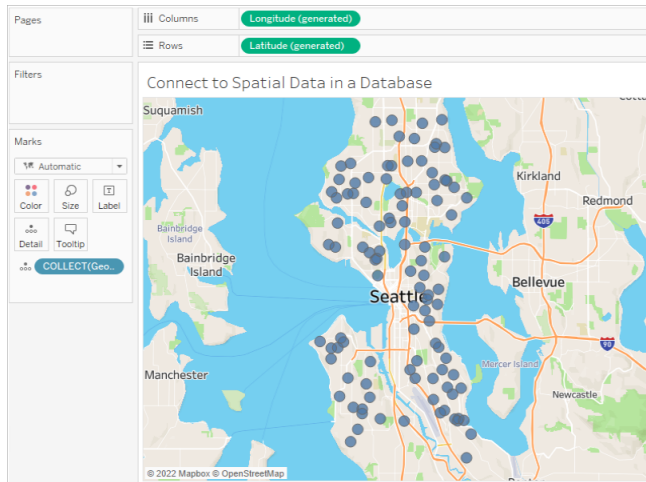 Pages
iii Columns
Longitude (generated)
Rows
Latitude (generated)
Filters
Connect to Spatial Data in a Database
Marks
Automatic
Color
Size
Label
Detail
Tooltip
COLLECT(Geo..
Suquamish
Kirkland
Redmond
405
Bainbridge
Island
Bainbridge
Island
Bellevue
Seattle
90
Mercer Island
Manchester
Newcastle
© 2022 Mapbox © OpenStreetMap